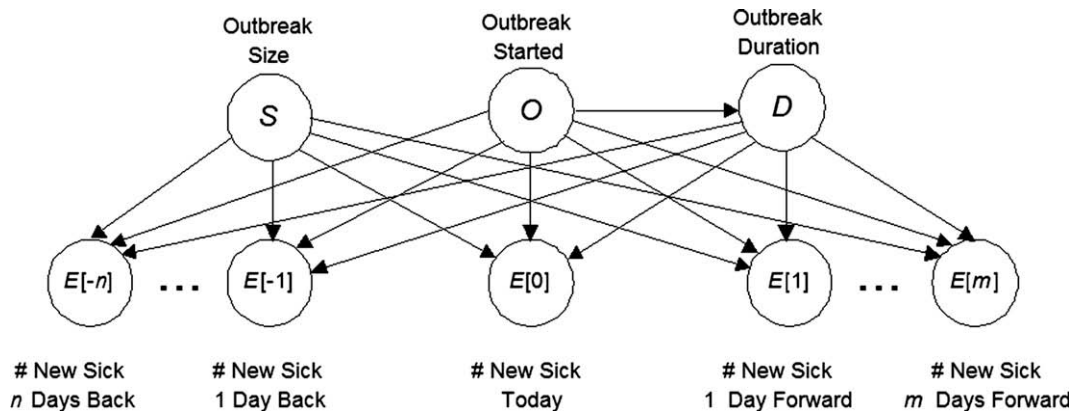 Outbreak
Size
Outbreak
Started
Outbreak
Duration
S
O
D
E[-n]
...
E[-1]
E[0]
E[1]
...
E[m]
# New Sick
n Days Back
# New Sick
1 Day Back
# New Sick
Today
# New Sick
1 Day Forward
# New Sick
m Days Forward